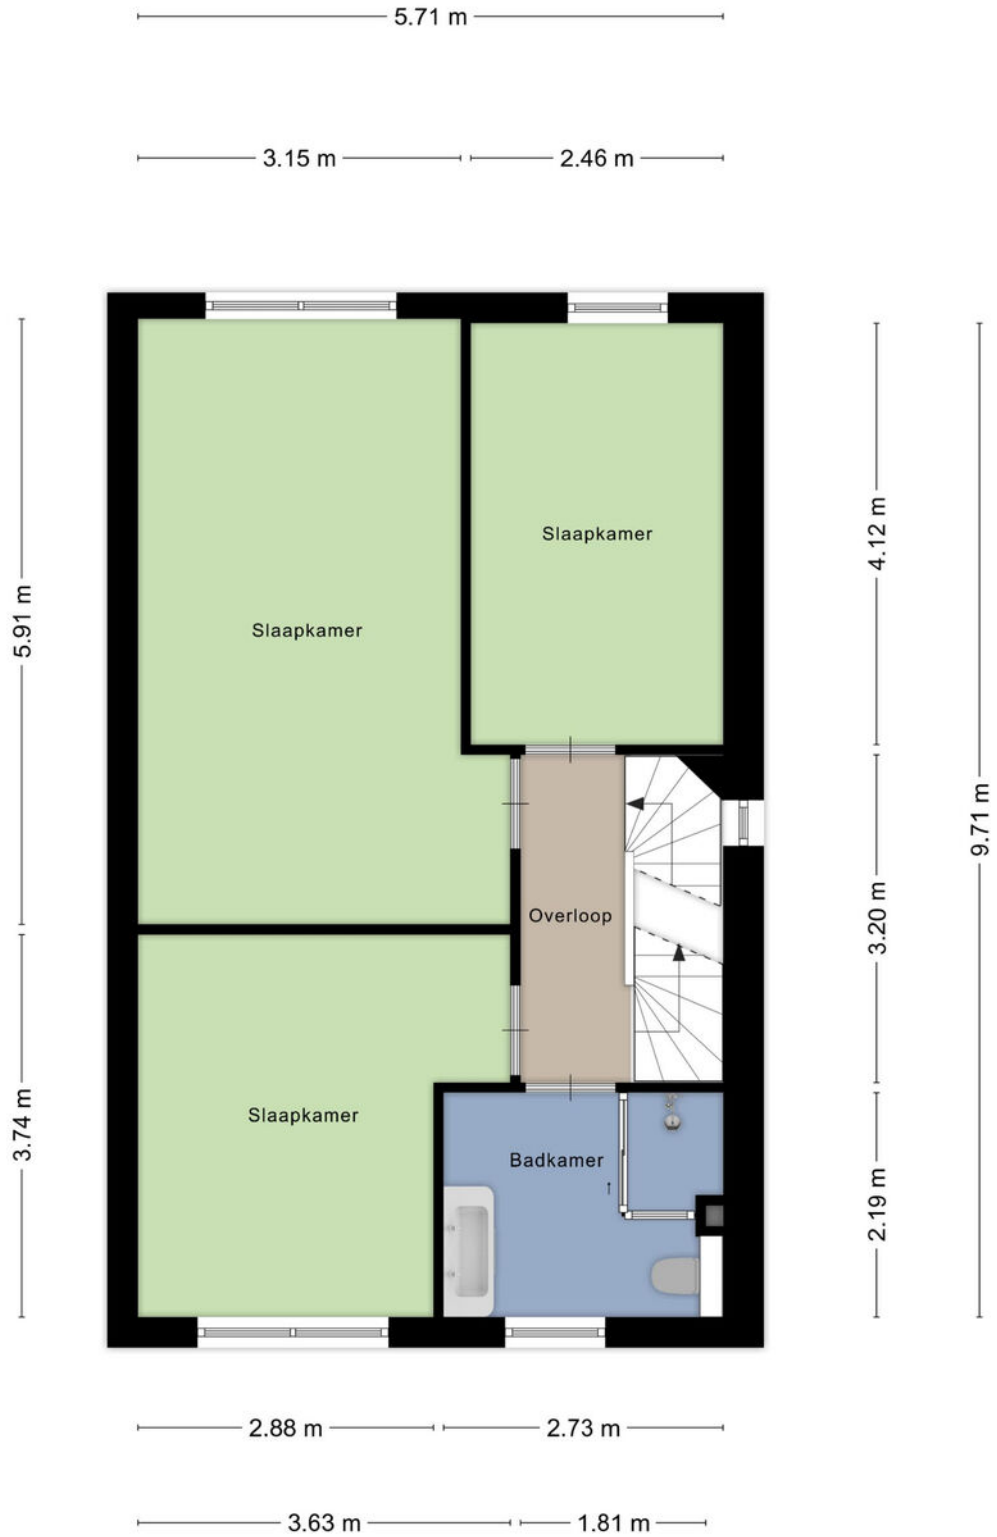 5.71 m
3.15 m
2.46 m
Slaapkamer
4.12 m
5.91 m
Slaapkamer
9.71 m
Overloop
3.20 m
Slaapkamer
3.74 m
Badkamer
2.19 m
2.88 m
2.73 m
3.63 m
1.81 m